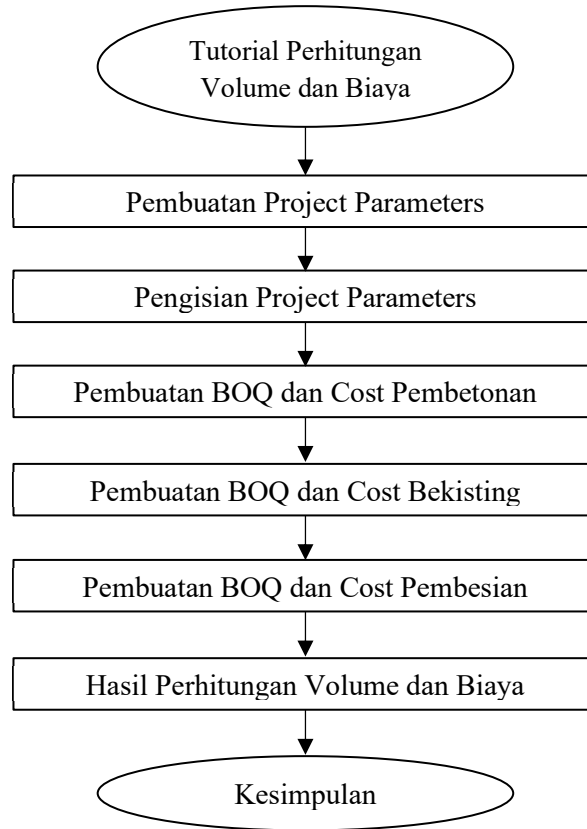 Tutorial Perhitungan
Volume dan Biaya
Pembuatan Project Parameters
Pengisian Project Parameters
Pembuatan BOQ dan Cost Pembetonan
Pembuatan BOQ dan Cost Bekisting
Pembuatan BOQ dan Cost Pembesian
Hasil Perhitungan Volume dan Biaya
Kesimpulan